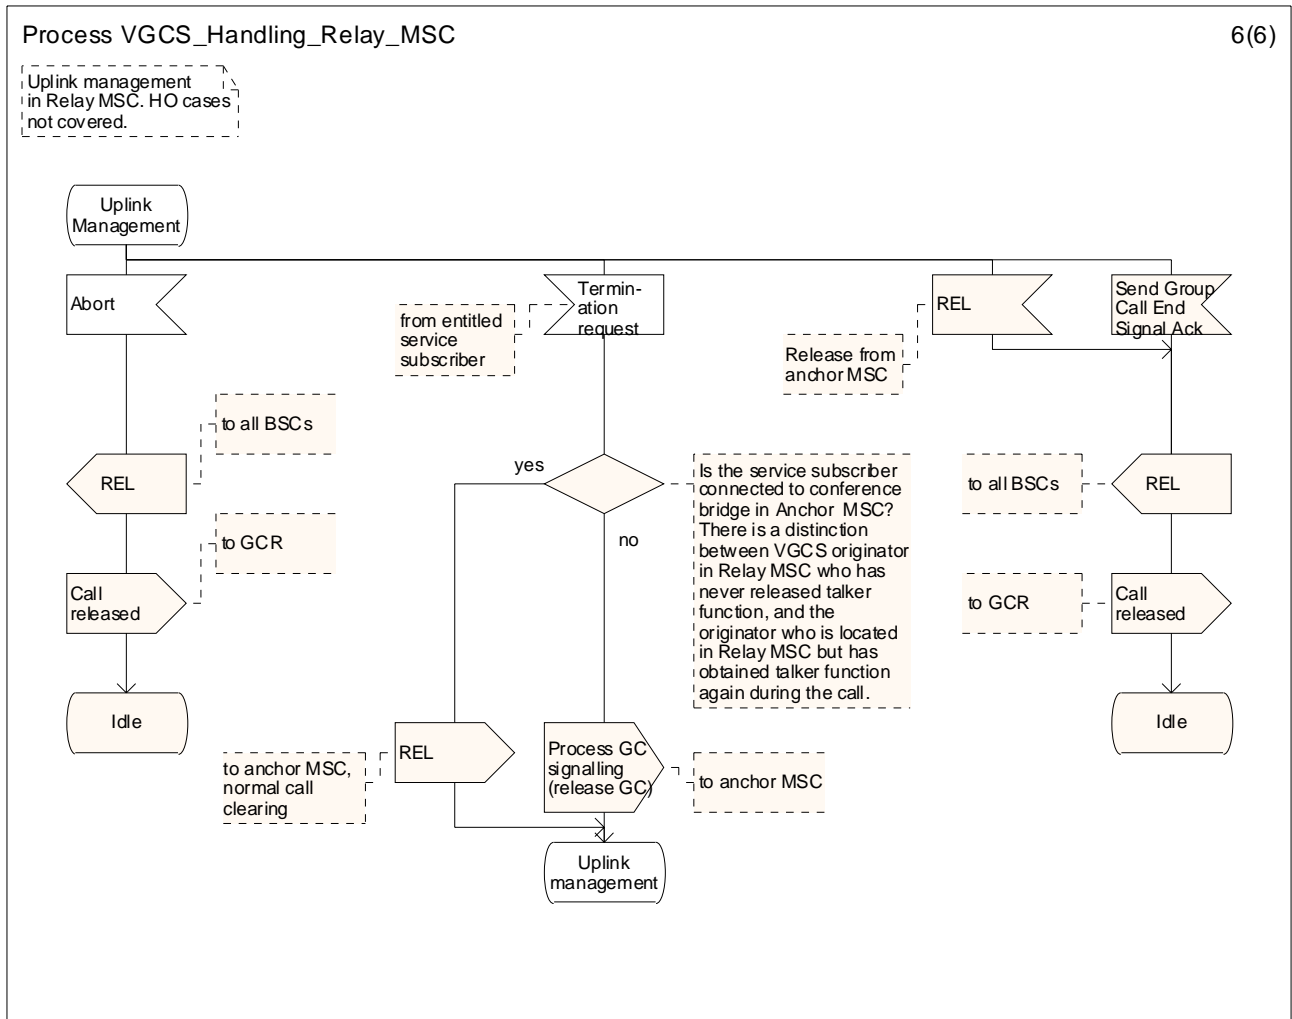 Process VGCS_Handling_Relay_MSC
6(6)
Uplink management
in Relay MSC. HO cases
not covered.
Uplink
Management
Abort
Termin-
ation
request
from entitled
service
subscriber
REL
Send Group
Call End
Signal Ack
Release from
anchor MSC
to all BSCs
REL
yes
no
Is the service subscriber
connected to conference
bridge in Anchor MSC?
There is a distinction
between VGCS originator
in Relay MSC who has
never released talker
function, and the
originator who is located
in Relay MSC but has
obtained talker function
again during the call.
to all BSCs
REL
to GCR
Call
released
to GCR
Call
released
Idle
Idle
to anchor MSC,
normal call
clearing
REL
Process GC
signalling
(release GC)
to anchor MSC
Uplink
management